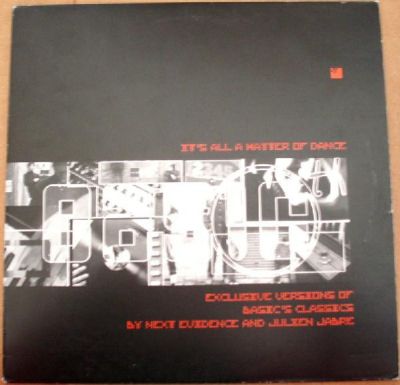 IT'S ALL A MATTER OF DANCE
EXCLUSIVE VERSIONS OF
BASIC'S CLASSICS
BY NEXT EVIDENCE AND JULIEN JABRE